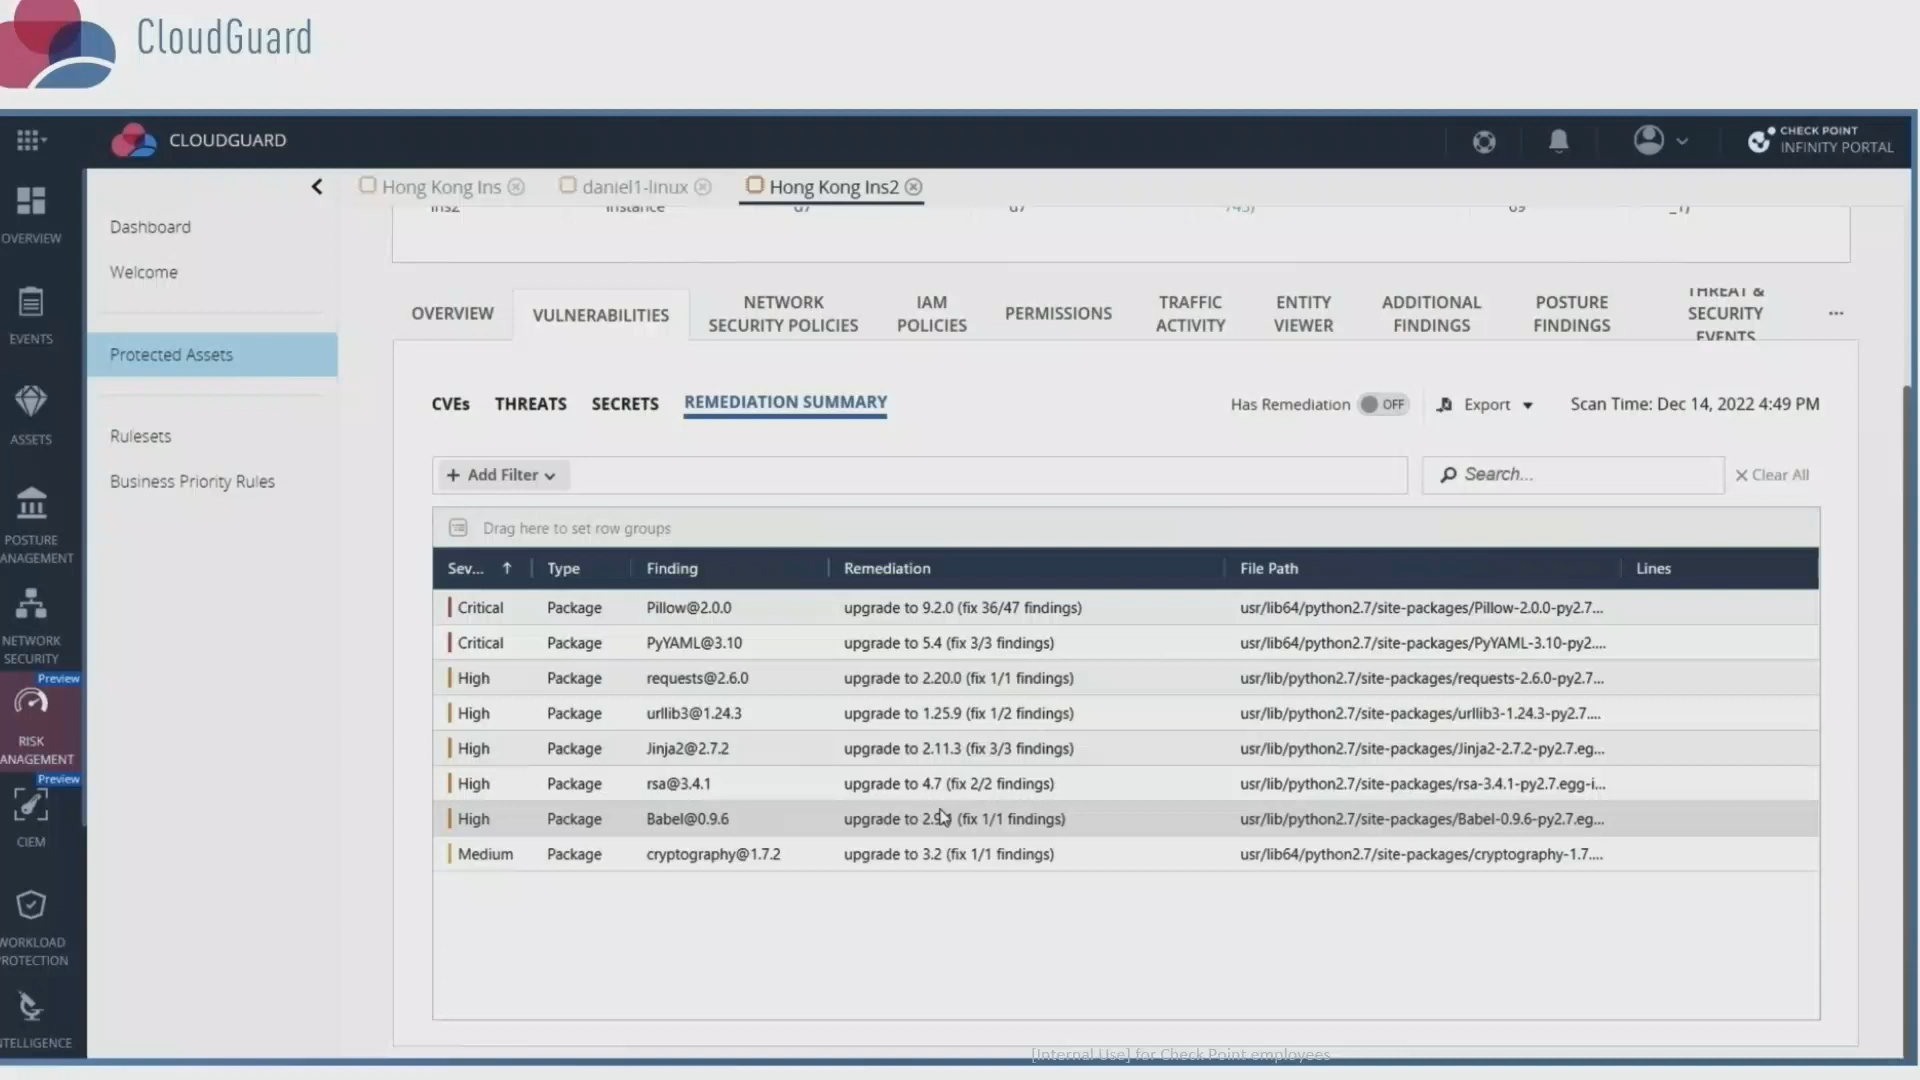 CloudGuard
CLOUDGUARD
CHECK POINT
INFINITY PORTAL
OVERVIEW
EVENTS
ASSETS
POSTURE
ANAGEMENT
NETWORK
SECURITY
Preview
RISK
ANAGEMENT
Preview
CIEM
WORKLOAD
PROTECTION
NTELLIGENCE
Dashboard
Welcome
Protected Assets
Rulesets
Business Priority Rules
Hong Kong Ins
daniel1-linux
Hong Kong Ins2
OVERVIEW
VULNERABILITIES
NETWORK
SECURITY POLICIES
IAM
POLICIES
PERMISSIONS
TRAFFIC
ACTIVITY
ENTITY
VIEWER
ADDITIONAL
FINDINGS
POSTURE
FINDINGS
THREAT &
SECURITY
EVENTS
...
CVEs THREATS SECRETS REMEDIATION SUMMARY Has Remediation OFF Export Scan Time: Dec 14, 2022 4:49 PM
+ Add Filter Search... X Clear All
Drag here to set row groups
Sev... ↑ Type Finding Remediation File Path Lines
Critical Package Pillow@2.0.0 upgrade to 9.2.0 (fix 36/47 findings) usr/lib64/python2.7/site-packages/Pillow-2.0.0-py2.7...
Critical Package PyYAML@3.10 upgrade to 5.4 (fix 3/3 findings) usr/lib64/python2.7/site-packages/PyYAML-3.10-py2....
High Package requests@2.6.0 upgrade to 2.20.0 (fix 1/1 findings) usr/lib/python2.7/site-packages/requests-2.6.0-py2.7...
High Package urllib3@1.24.3 upgrade to 1.25.9 (fix 1/2 findings) usr/lib/python2.7/site-packages/urllib3-1.24.3-py2.7....
High Package Jinja2@2.7.2 upgrade to 2.11.3 (fix 3/3 findings) usr/lib/python2.7/site-packages/Jinja2-2.7.2-py2.7.eg...
High Package rsa@3.4.1 upgrade to 4.7 (fix 2/2 findings) usr/lib/python2.7/site-packages/rsa-3.4.1-py2.7.egg-i...
High Package Babel@0.9.6 upgrade to (fix 1/1 findings) usr/lib/python2.7/site-packages/Babel-0.9.6-py2.7.eg...
Medium Package cryptography@1.7.2 upgrade to 3.2 (fix 1/1 findings) usr/lib64/python2.7/site-packages/cryptography-1.7....
[Internal Use] for Check Point employees